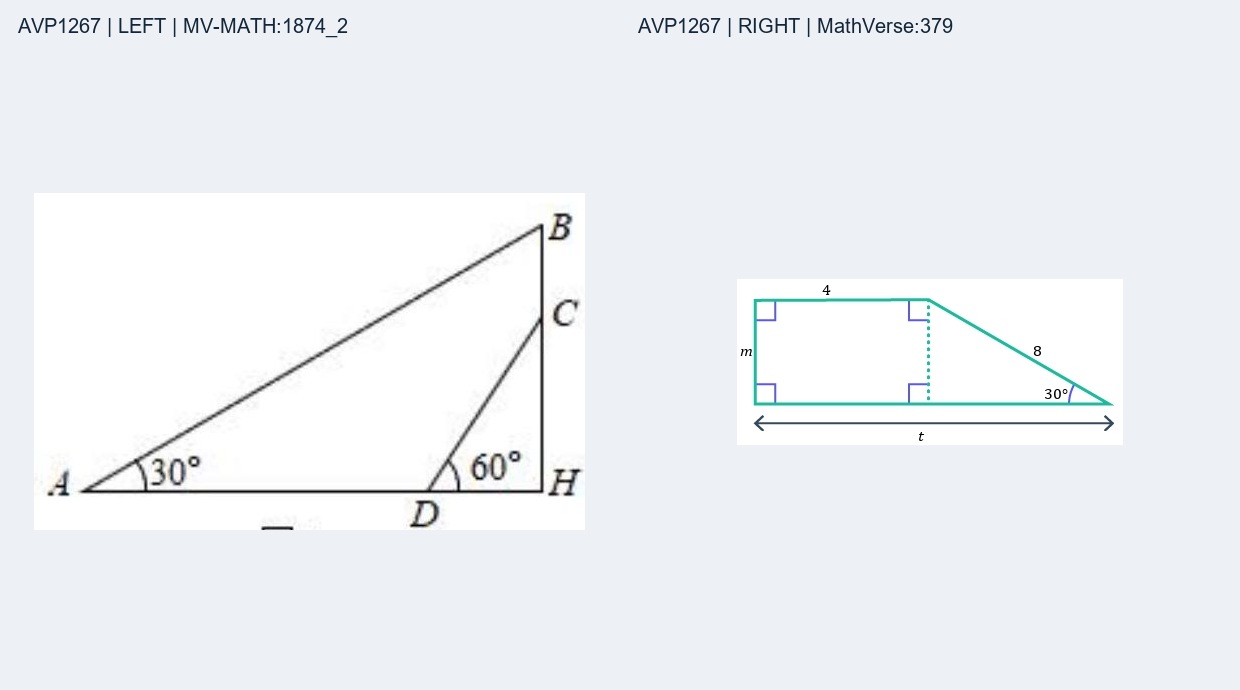 AVP1267 | LEFT | MV-MATH:1874_2
AVP1267 | RIGHT | MathVerse:379
B
C
A
30°
60°
H
D
4
m
8
30°
t